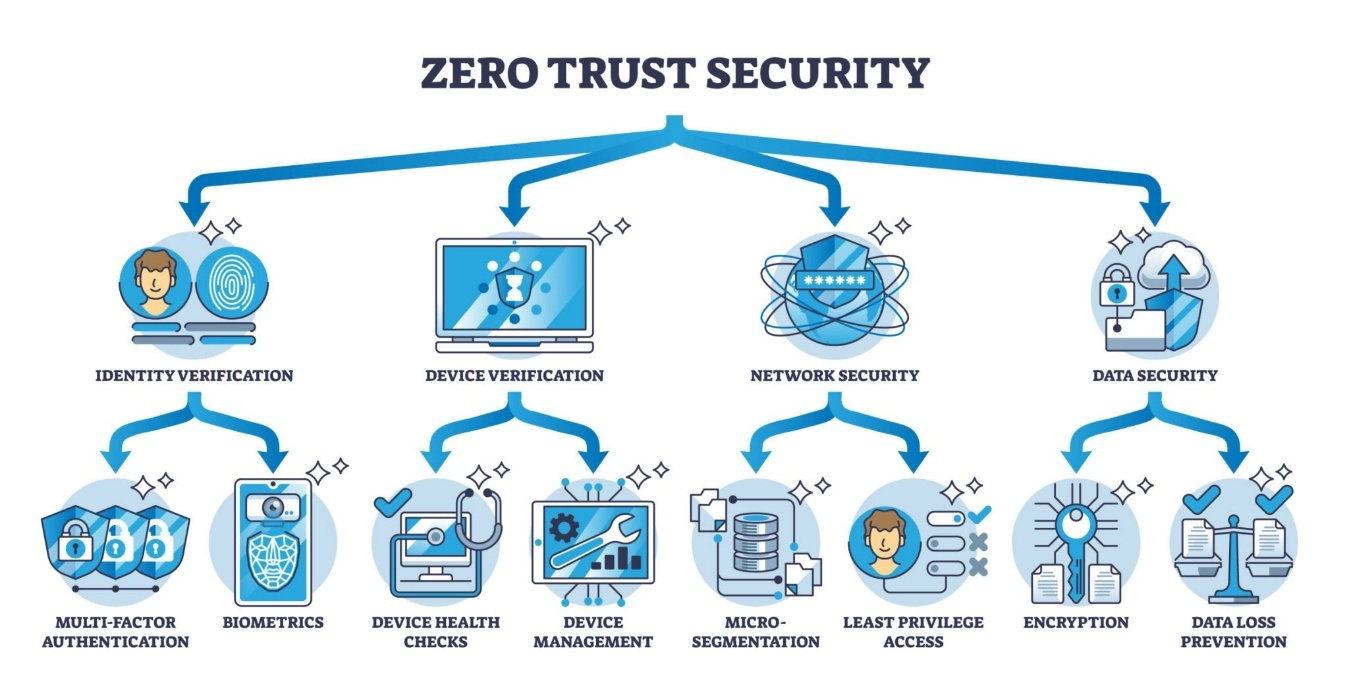 ZERO TRUST SECURITY
IDENTITY VERIFICATION
DEVICE VERIFICATION
NETWORK SECURITY
DATA SECURITY
MULTI-FACTOR
AUTHENTICATION
BIOMETRICS
DEVICE HEALTH
CHECKS
DEVICE
MANAGEMENT
MICRO-
SEGMENTATION
LEAST PRIVILEGE
ACCESS
ENCRYPTION
DATA LOSS
PREVENTION